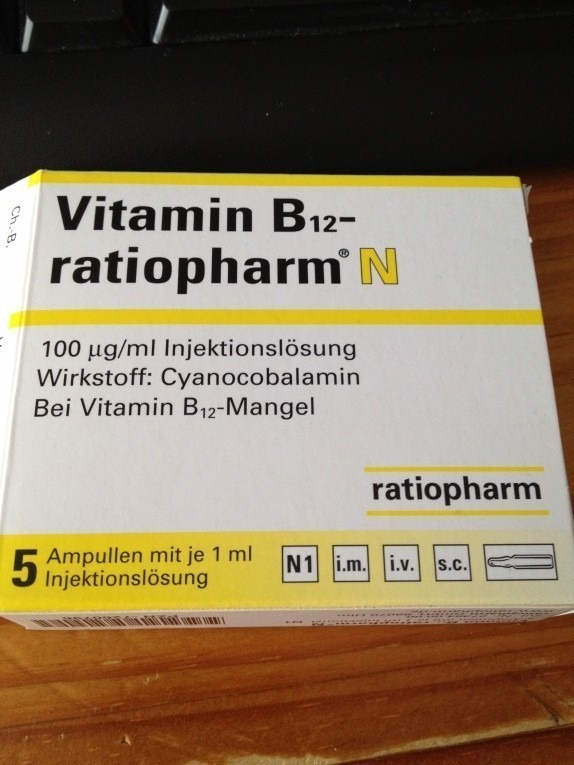 Vitamin B₁₂-
ratiopharm® N
100 µg/ml Injektionslösung
Wirkstoff: Cyanocobalamin
Bei Vitamin B₁₂-Mangel
ratiopharm
5 Ampullen mit je 1 ml
Injektionslösung
N1 i.m. i.v. s.c.
Ch.-B.